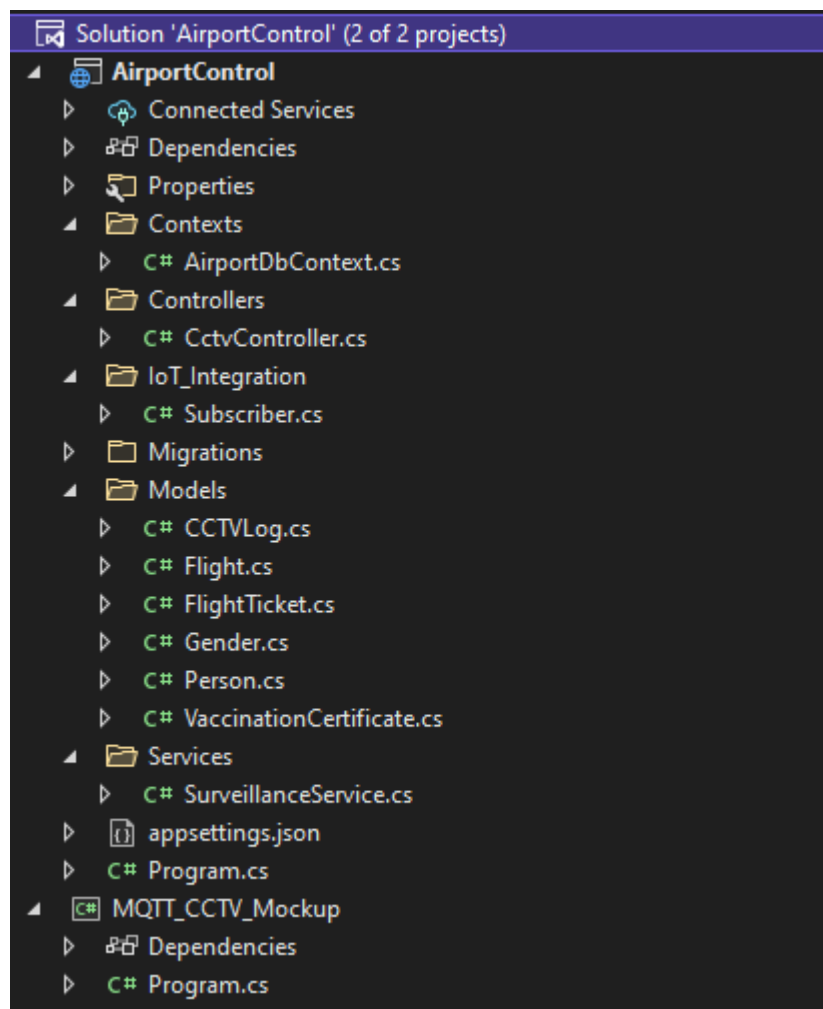 Solution 'AirportControl' (2 of 2 projects)
AirportControl
Connected Services
Dependencies
Properties
Contexts
C# AirportDbContext.cs
Controllers
C# CctvController.cs
IoT_Integration
C# Subscriber.cs
Migrations
Models
C# CCTVLog.cs
C# Flight.cs
C# FlightTicket.cs
C# Gender.cs
C# Person.cs
C# VaccinationCertificate.cs
Services
C# SurveillanceService.cs
appsettings.json
C# Program.cs
C# MQTT_CCTV_Mockup
Dependencies
C# Program.cs